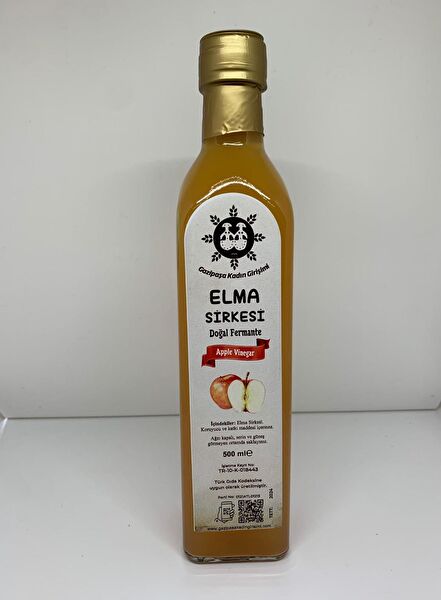 Gazipaşa Kadın Girişimi
ELMA
SİRKESİ
Doğal Fermante
Apple Vinegar
İçindekiler: Elma Sirkesi.
Koruyucu ve katkı maddesi içermez.
Ağzı kapalı, serin ve güneş
görmeyen ortamda saklayınız.
500 ml℮
İşletme Kayıt No:
TR-10-K-018443
Türk Gıda Kodeksine
uygun olarak üretilmiştir.
TETT: 2024